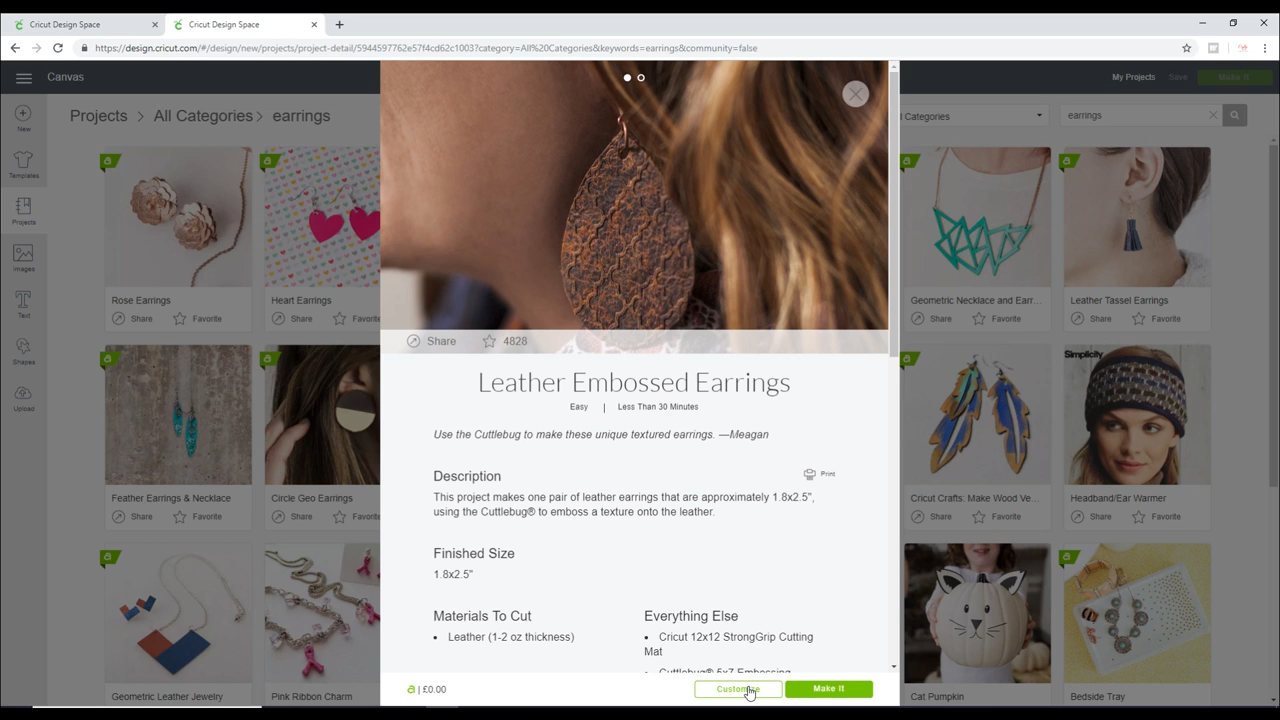 Cricut Design Space
Cricut Design Space
https://design.cricut.com/#/design/new/projects/project-detail/5944597762e57f4cd62c1003?category=All%20Categories&keywords=earrings&community=false
Canvas
My Projects
Save
Make It
Projects > All Categories > earrings
Categories
earrings
New
Templates
Projects
Images
Text
Shapes
Upload
Rose Earrings
Share
Favorite
Heart Earrings
Share
Favorite
Geometric Necklace and Earr...
Share
Favorite
Leather Tassel Earrings
Share
Favorite
Feather Earrings & Necklace
Share
Favorite
Circle Geo Earrings
Share
Favorite
Cricut Crafts: Make Wood Ve...
Share
Favorite
Simplicity
Headband/Ear Warmer
Share
Favorite
Geometric Leather Jewelry
Pink Ribbon Charm
Cat Pumpkin
Bedside Tray
Share
4828
Leather Embossed Earrings
Easy | Less Than 30 Minutes
Use the Cuttlebug to make these unique textured earrings. —Meagan
Description
Print
This project makes one pair of leather earrings that are approximately 1.8x2.5",
using the Cuttlebug® to emboss a texture onto the leather.
Finished Size
1.8x2.5"
Materials To Cut
• Leather (1-2 oz thickness)
Everything Else
• Cricut 12x12 StrongGrip Cutting
Mat
• Cuttlebug® 5x7 Embossing
a | £0.00
Customize
Make It